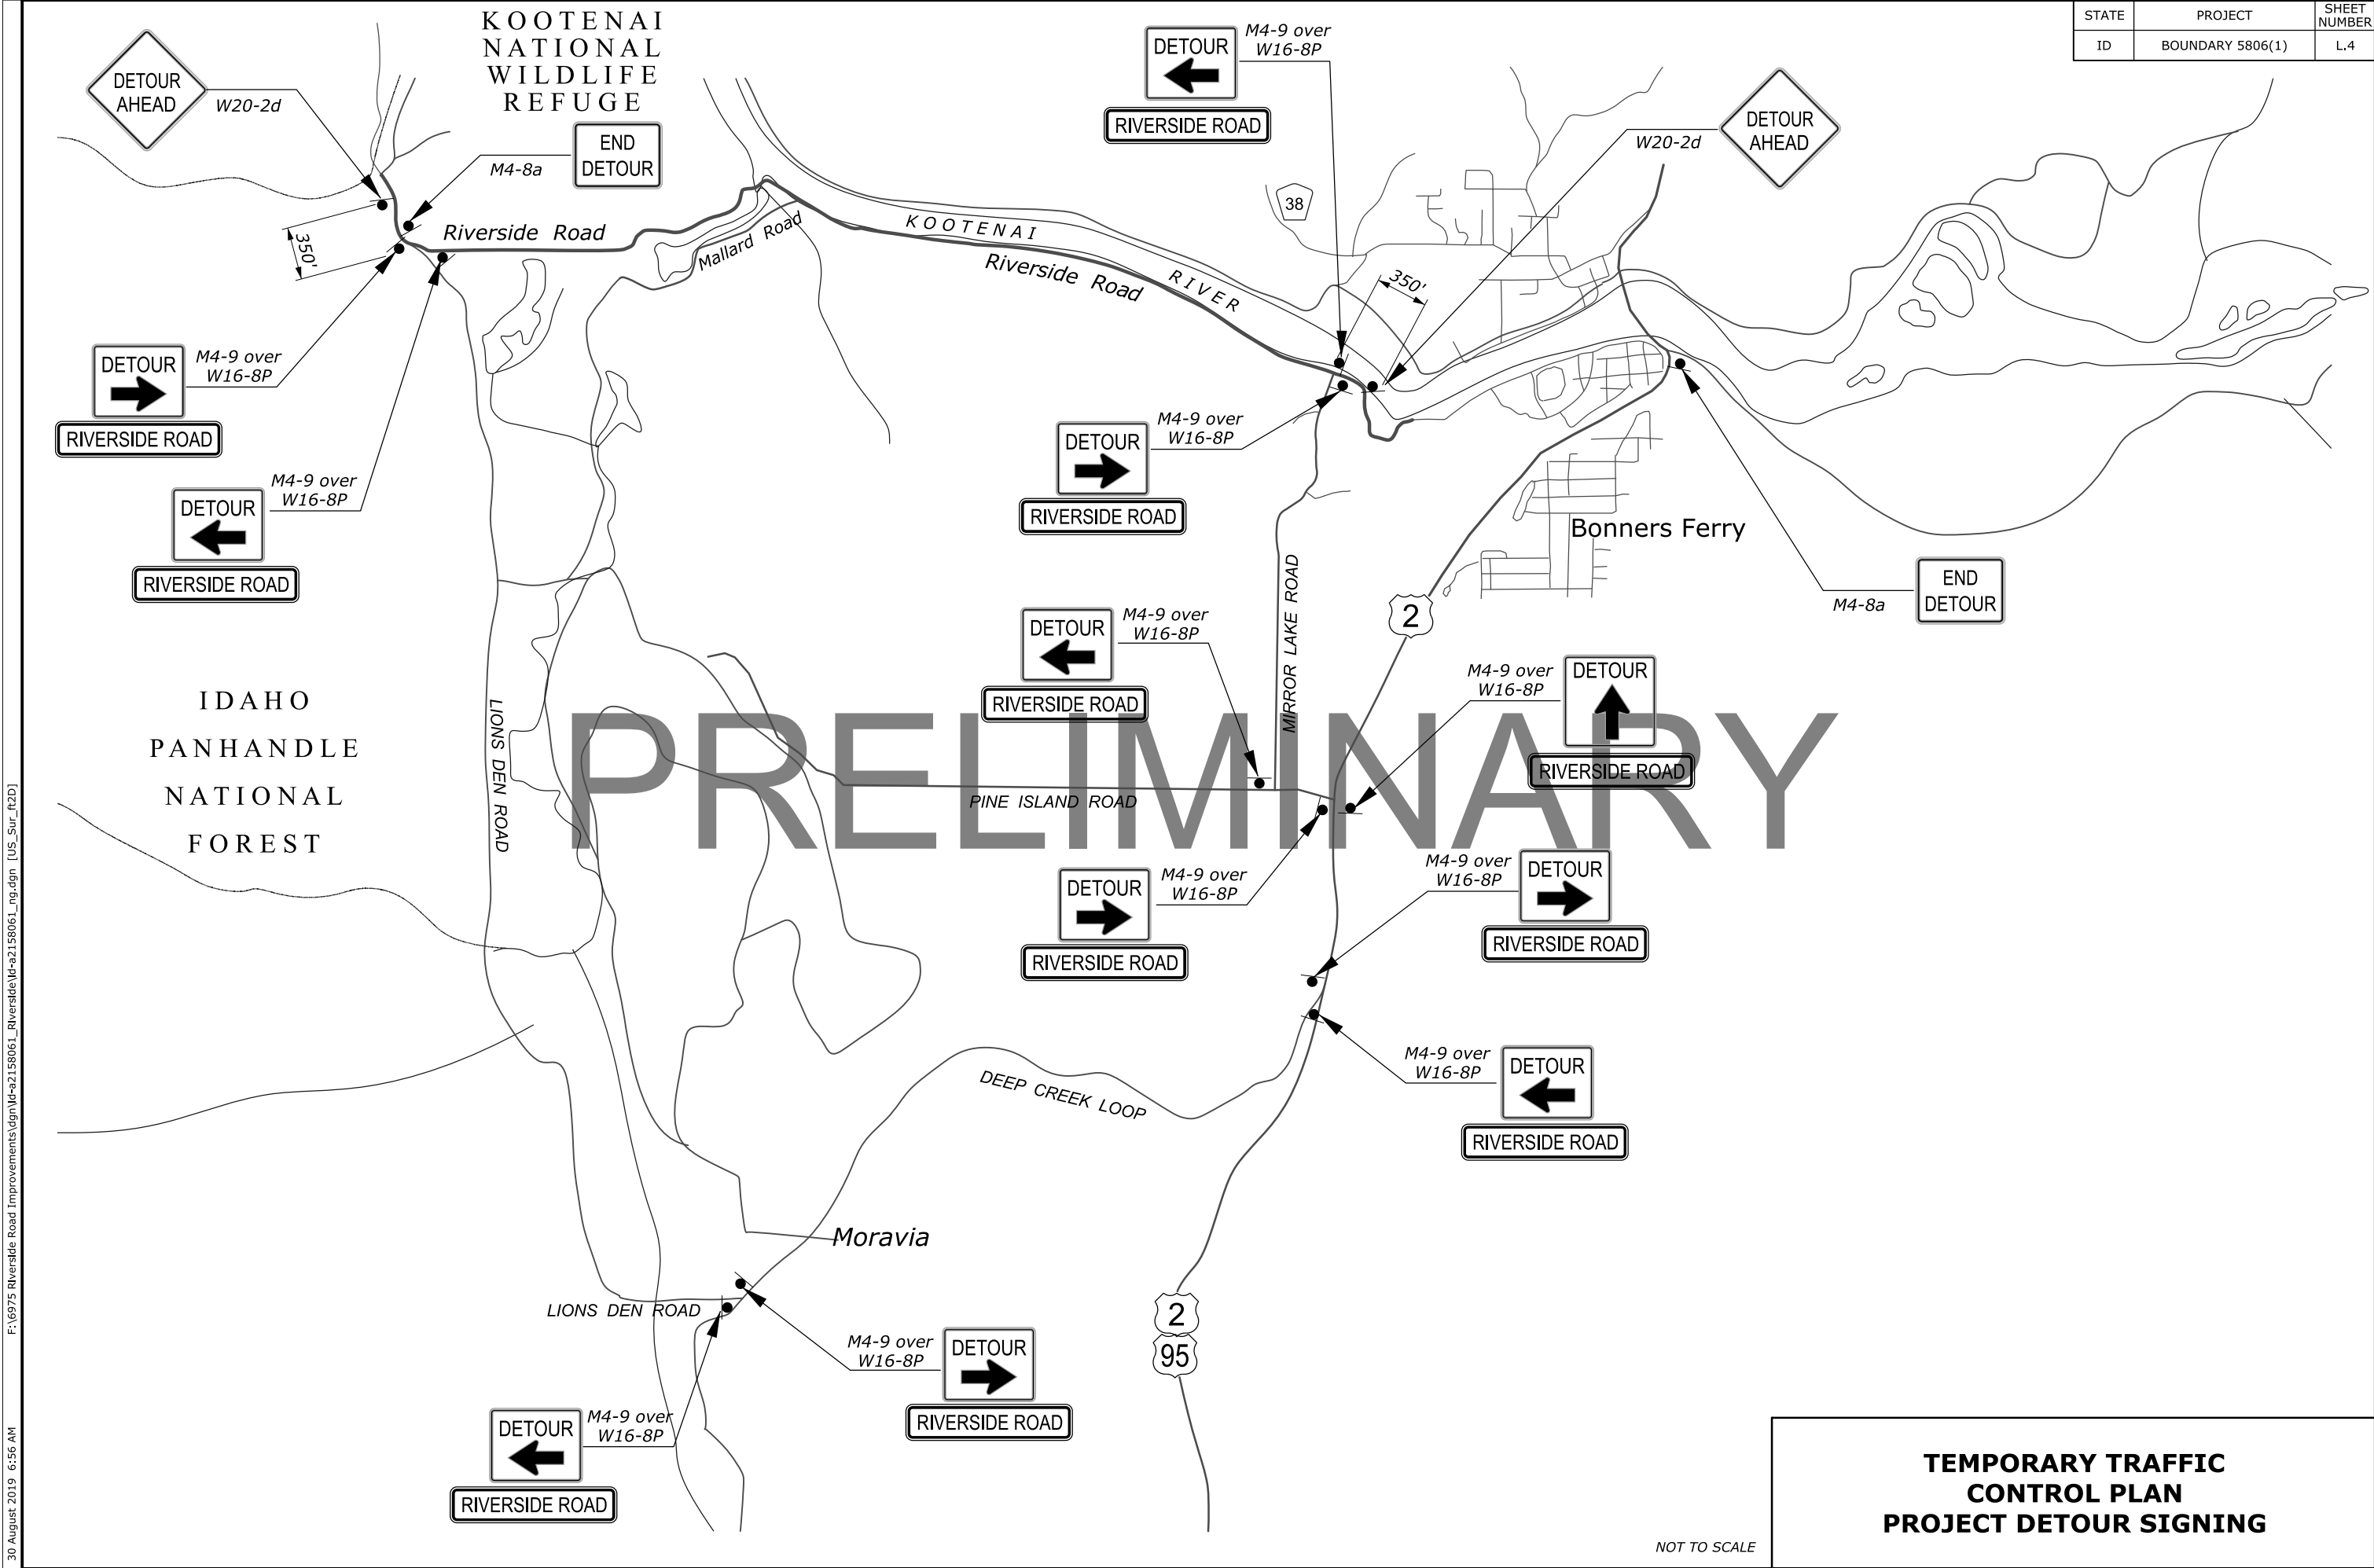 STATE PROJECT SHEET NUMBER
ID BOUNDARY 5806(1) L.4
KOOTENAI
NATIONAL
WILDLIFE
REFUGE
DETOUR
AHEAD
W20-2d
END
DETOUR
M4-8a
DETOUR
M4-9 over
W16-8P
RIVERSIDE ROAD
DETOUR
AHEAD
W20-2d
38
350'
Riverside Road
Mallard Road
KOOTENAI
RIVER
Riverside Road
350'
DETOUR
M4-9 over
W16-8P
RIVERSIDE ROAD
DETOUR
M4-9 over
W16-8P
RIVERSIDE ROAD
DETOUR
M4-9 over
W16-8P
RIVERSIDE ROAD
Bonners Ferry
END
DETOUR
M4-8a
MIRROR LAKE ROAD
2
DETOUR
M4-9 over
W16-8P
RIVERSIDE ROAD
DETOUR
M4-9 over
W16-8P
RIVERSIDE ROAD
IDAHO
PANHANDLE
NATIONAL
FOREST
LIONS DEN ROAD
PRELIMINARY
PINE ISLAND ROAD
DETOUR
M4-9 over
W16-8P
RIVERSIDE ROAD
DETOUR
M4-9 over
W16-8P
RIVERSIDE ROAD
DETOUR
M4-9 over
W16-8P
RIVERSIDE ROAD
DEEP CREEK LOOP
Moravia
LIONS DEN ROAD
2
95
DETOUR
M4-9 over
W16-8P
RIVERSIDE ROAD
DETOUR
M4-9 over
W16-8P
RIVERSIDE ROAD
NOT TO SCALE
TEMPORARY TRAFFIC
CONTROL PLAN
PROJECT DETOUR SIGNING
30 August 2019 6:56 AM F:\6975 Riverside Road Improvements\dgn\id-a2158061_Riverside\id-a2158061_ng.dgn [US_Sur_ft2D]